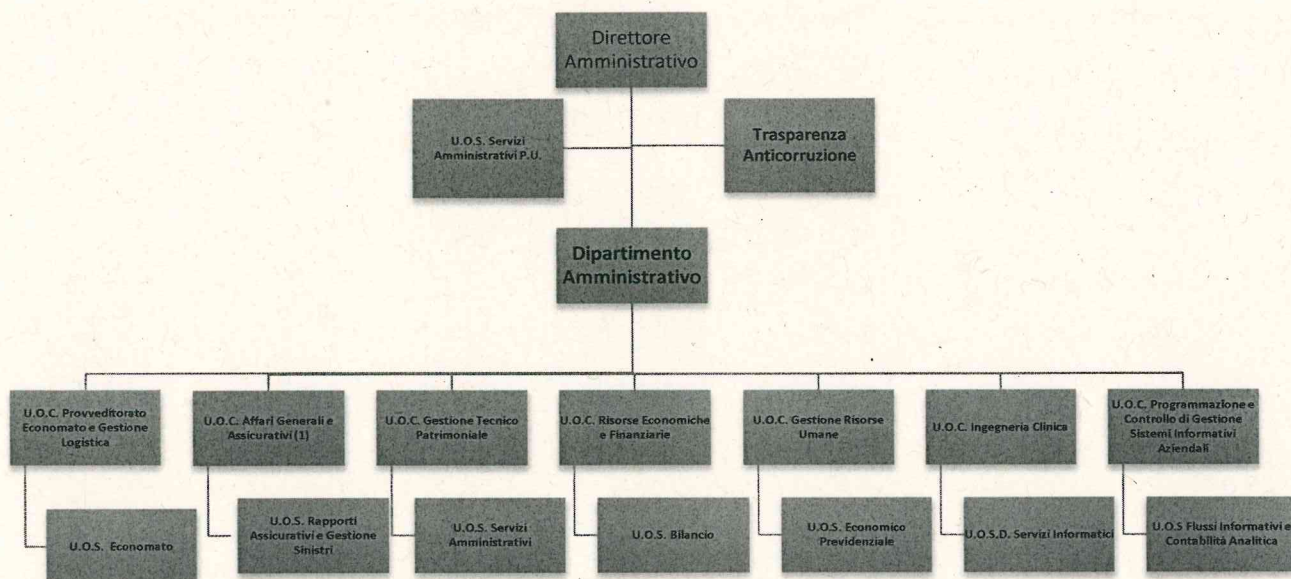 Direttore
Amministrativo
U.O.S. Servizi
Amministrativi P.U.
Trasparenza
Anticorruzione
Dipartimento
Amministrativo
U.O.C. Provveditorato
Economato e Gestione
Logistica
U.O.C. Affari Generali e
Assicurativi (1)
U.O.C. Gestione Tecnico
Patrimoniale
U.O.C. Risorse Economiche
e Finanziarie
U.O.C. Gestione Risorse
Umane
U.O.C. Ingegneria Clinica
U.O.C. Programmazione e
Controllo di Gestione
Sistemi Informativi
Aziendali
U.O.S. Economato
U.O.S. Rapporti
Assicurativi e Gestione
Sinistri
U.O.S. Servizi
Amministrativi
U.O.S. Bilancio
U.O.S. Economico
Previdenziale
U.O.S.D. Servizi Informatici
U.O.S Flussi Informativi e
Contabilità Analitica